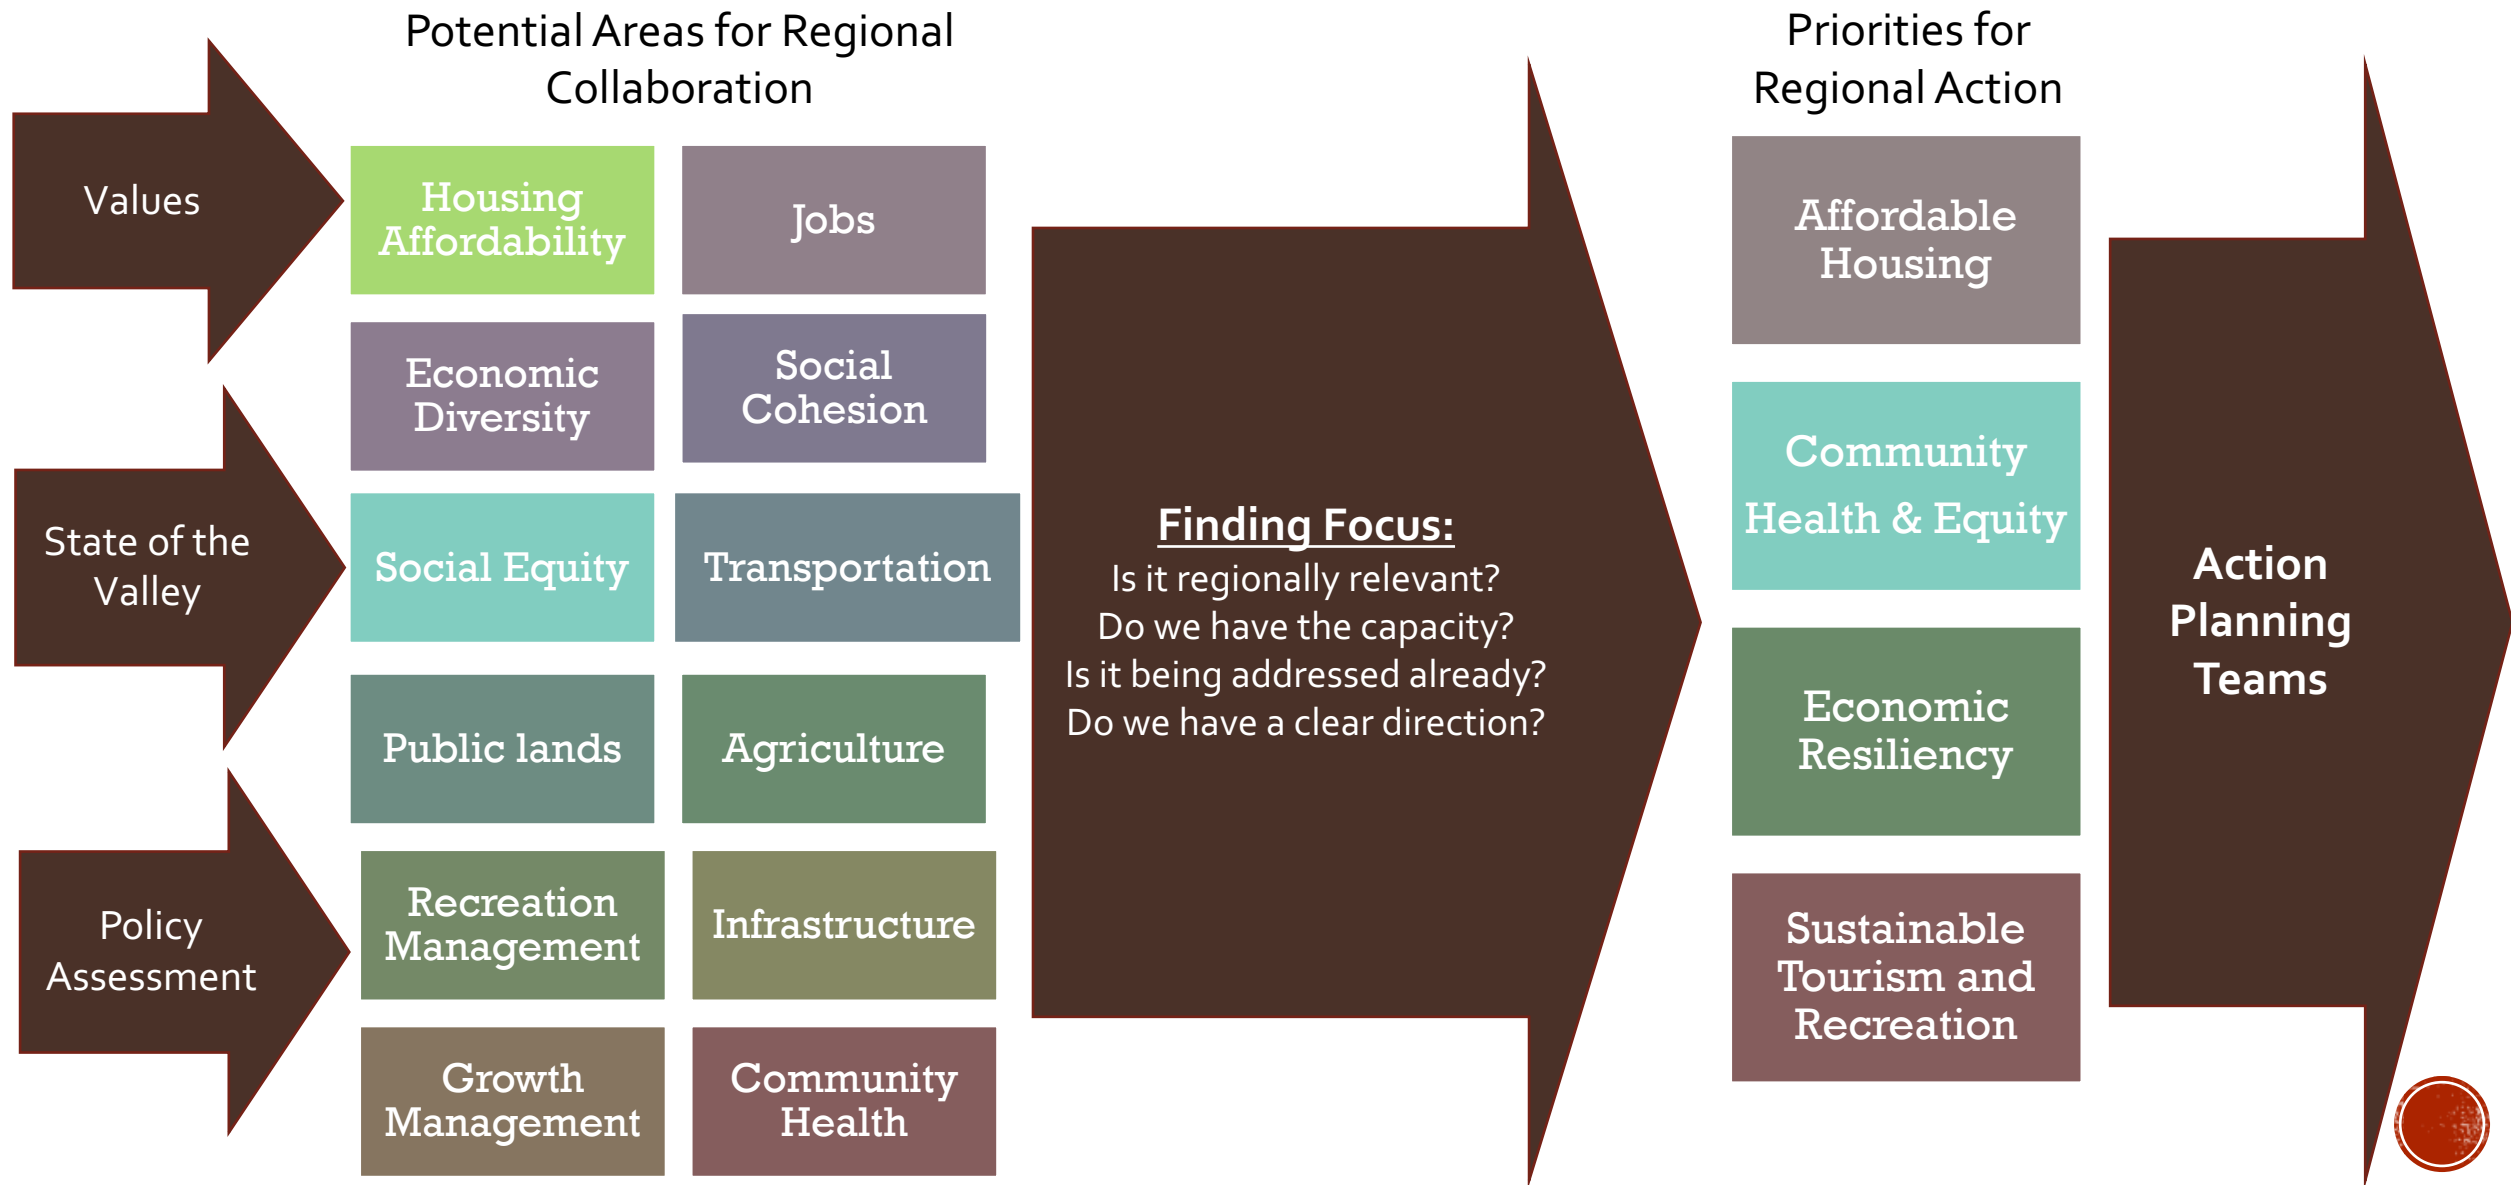 Potential Areas for Regional
Collaboration
Priorities for
Regional Action
Values
State of the
Valley
Policy
Assessment
Housing
Affordability
Jobs
Economic
Diversity
Social
Cohesion
Social Equity
Transportation
Public lands
Agriculture
Recreation
Management
Infrastructure
Growth
Management
Community
Health
Finding Focus:
Is it regionally relevant?
Do we have the capacity?
Is it being addressed already?
Do we have a clear direction?
Affordable
Housing
Community
Health & Equity
Economic
Resiliency
Sustainable
Tourism and
Recreation
Action
Planning
Teams